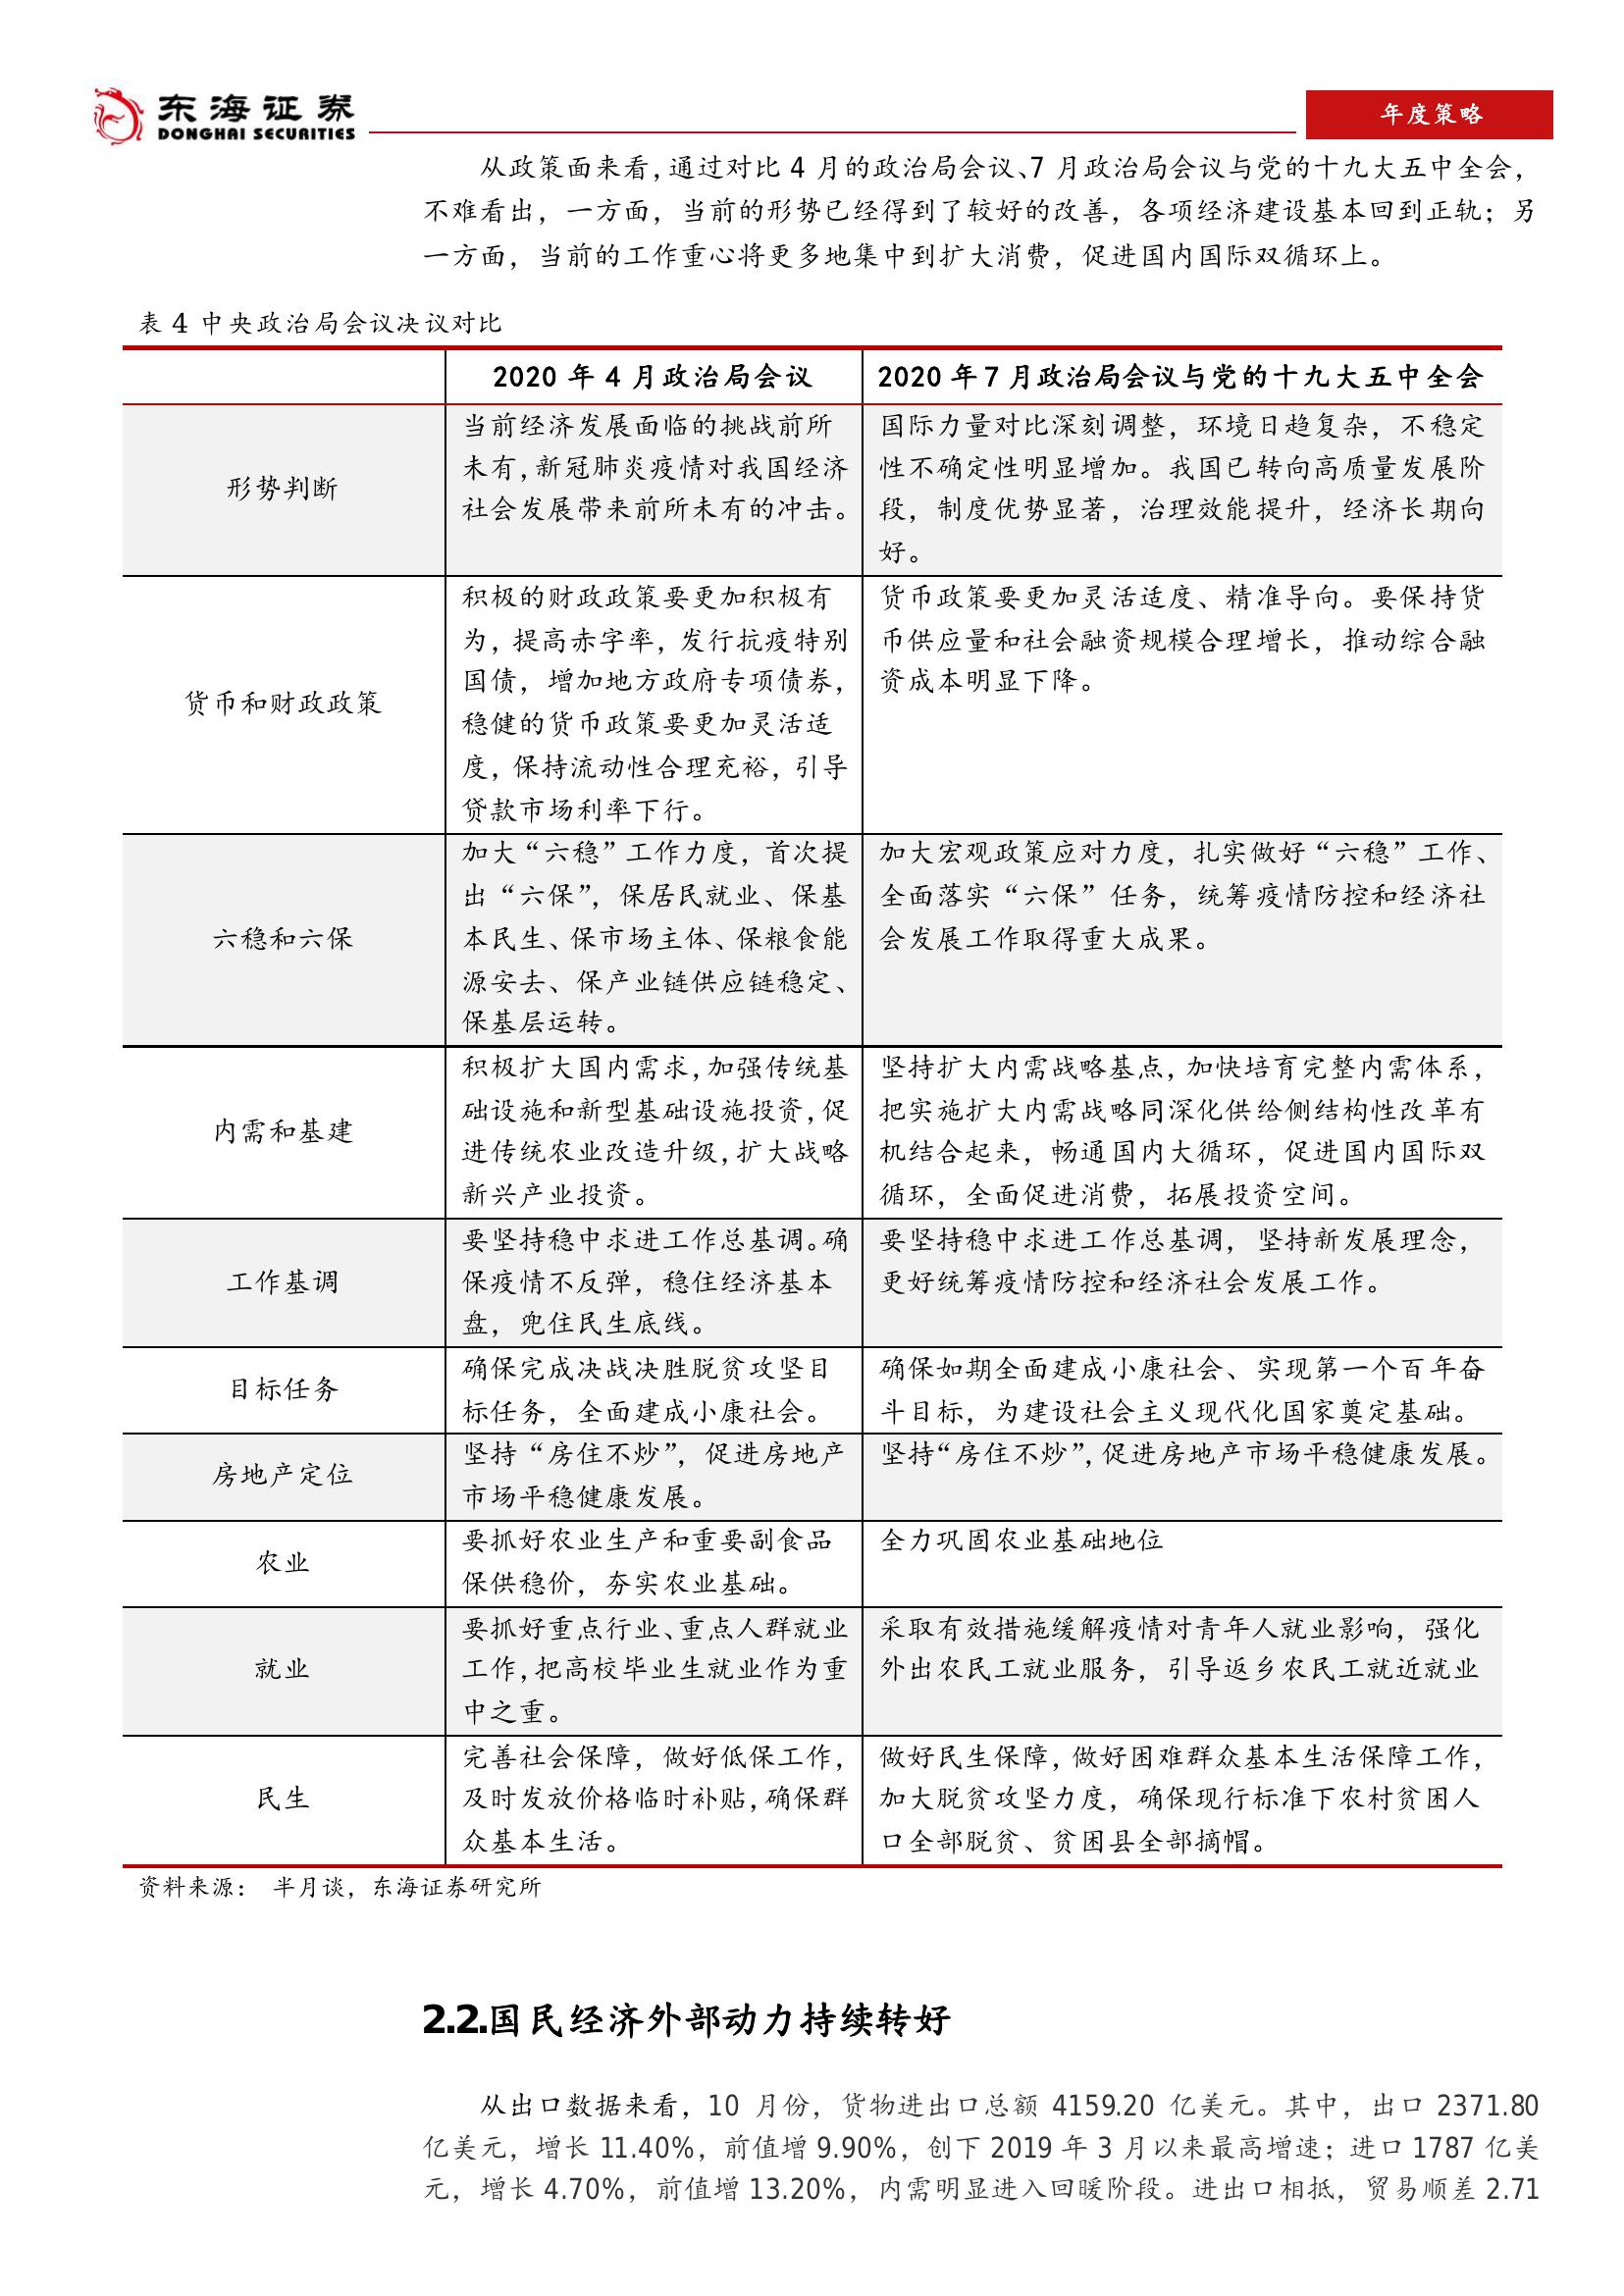 东海证券
DONGHAI SECURITIES
年度策略
从政策面来看,通过对比 4 月的政治局会议、7 月政治局会议与党的十九大五中全会，
不难看出，一方面，当前的形势已经得到了较好的改善，各项经济建设基本回到正轨；另
一方面，当前的工作重心将更多地集中到扩大消费，促进国内国际双循环上。
表 4 中央政治局会议决议对比
2020 年 4 月政治局会议
2020 年 7 月政治局会议与党的十九大五中全会
形势判断
当前经济发展面临的挑战前所
未有,新冠肺炎疫情对我国经济
社会发展带来前所未有的冲击。
国际力量对比深刻调整，环境日趋复杂，不稳定
性不确定性明显增加。我国已转向高质量发展阶
段，制度优势显著，治理效能提升，经济长期向
好。
货币和财政政策
积极的财政政策要更加积极有
为，提高赤字率，发行抗疫特别
国债，增加地方政府专项债券，
稳健的货币政策要更加灵活适
度，保持流动性合理充裕，引导
贷款市场利率下行。
货币政策要更加灵活适度、精准导向。要保持货
币供应量和社会融资规模合理增长，推动综合融
资成本明显下降。
六稳和六保
加大“六稳”工作力度，首次提
出“六保”，保居民就业、保基
本民生、保市场主体、保粮食能
源安去、保产业链供应链稳定、
保基层运转。
加大宏观政策应对力度，扎实做好“六稳”工作、
全面落实“六保”任务，统筹疫情防控和经济社
会发展工作取得重大成果。
内需和基建
积极扩大国内需求,加强传统基
础设施和新型基础设施投资,促
进传统农业改造升级,扩大战略
新兴产业投资。
坚持扩大内需战略基点，加快培育完整内需体系，
把实施扩大内需战略同深化供给侧结构性改革有
机结合起来，畅通国内大循环，促进国内国际双
循环，全面促进消费，拓展投资空间。
工作基调
要坚持稳中求进工作总基调。确
保疫情不反弹，稳住经济基本
盘，兜住民生底线。
要坚持稳中求进工作总基调，坚持新发展理念，
更好统筹疫情防控和经济社会发展工作。
目标任务
确保完成决战决胜脱贫攻坚目
标任务，全面建成小康社会。
确保如期全面建成小康社会、实现第一个百年奋
斗目标，为建设社会主义现代化国家奠定基础。
房地产定位
坚持“房住不炒”，促进房地产
市场平稳健康发展。
坚持“房住不炒”,促进房地产市场平稳健康发展。
农业
要抓好农业生产和重要副食品
保供稳价，夯实农业基础。
全力巩固农业基础地位
就业
要抓好重点行业、重点人群就业
工作,把高校毕业生就业作为重
中之重。
采取有效措施缓解疫情对青年人就业影响，强化
外出农民工就业服务，引导返乡农民工就近就业
民生
完善社会保障，做好低保工作，
及时发放价格临时补贴,确保群
众基本生活。
做好民生保障，做好困难群众基本生活保障工作，
加大脱贫攻坚力度，确保现行标准下农村贫困人
口全部脱贫、贫困县全部摘帽。
资料来源： 半月谈，东海证券研究所
2.2.国民经济外部动力持续转好
从出口数据来看，10 月份，货物进出口总额 4159.20 亿美元。其中，出口 2371.80
亿美元，增长 11.40%，前值增 9.90%，创下 2019 年 3 月以来最高增速；进口 1787 亿美
元，增长 4.70%，前值增 13.20%，内需明显进入回暖阶段。进出口相抵，贸易顺差 2.71